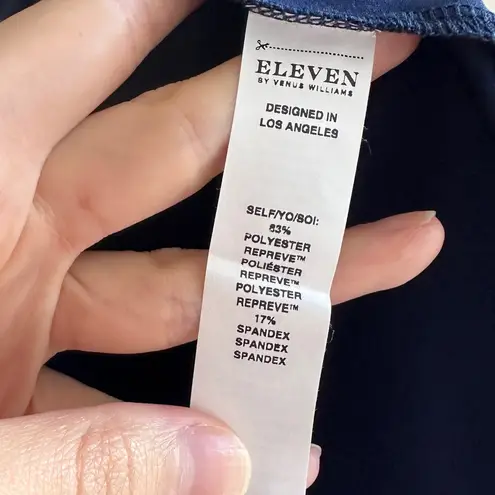 ELEVEN
BY VENUS WILLIAMS
DESIGNED IN
LOS ANGELES
SELF/YO/SOI:
83%
POLYESTER
REPREVE™
POLIÉSTER
REPREVE™
POLYESTER
REPREVE™
17%
SPANDEX
SPANDEX
SPANDEX